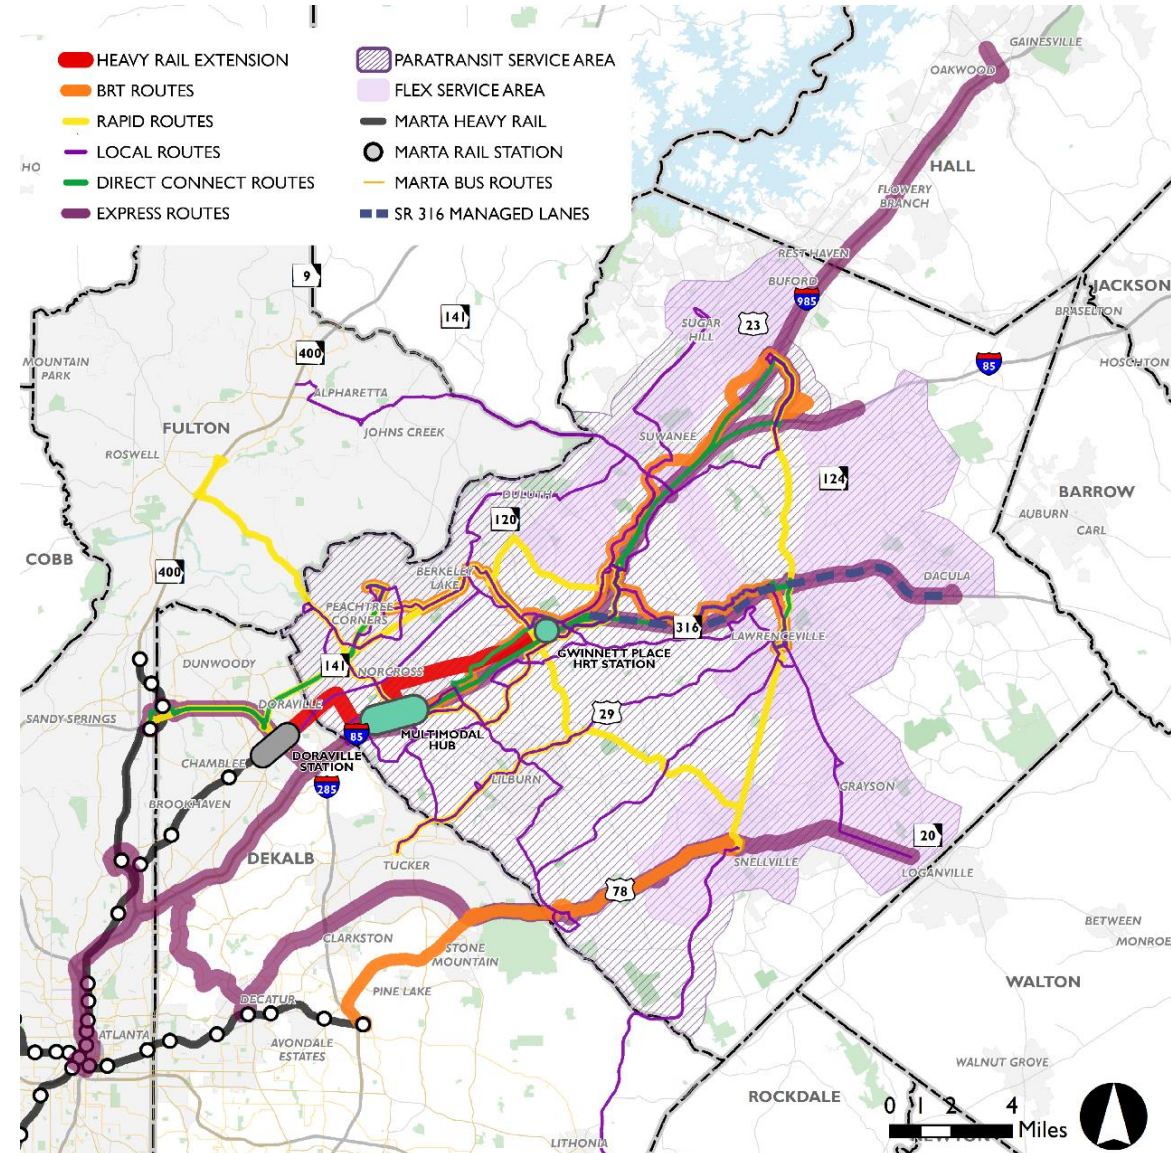 HEAVY RAIL EXTENSION
BRT ROUTES
RAPID ROUTES
LOCAL ROUTES
DIRECT CONNECT ROUTES
EXPRESS ROUTES
PARATRANSIT SERVICE AREA
FLEX SERVICE AREA
MARTA HEAVY RAIL
MARTA RAIL STATION
MARTA BUS ROUTES
SR 316 MANAGED LANES
GAINESVILLE
OAKWOOD
HO
HALL
FLOWERY
BRANCH
REST HAVEN
BUFORD
9
985
JACKSON
BRASELTON
141
SUGAR
HILL
23
400
MOUNTAIN
PARK
85
HOSCHTON
ALPHARETTA
FULTON
JOHNS CREEK
SUWANEE
ROSWELL
124
BARROW
DULUTH
120
AUBURN
CARL
COBB
400
BERKELEY
LAKE
DACULA
PEACHTREE
CORNERS
316
LAWRENCEVILLE
GWINNETT PLACE
HRT STATION
DUNWOODY
141
NORCROSS
DORAVILLE
SANDY SPRINGS
29
85
MULTIMODAL
HUB
DORAVILLE
STATION
CHAMBLEE
LILBURN
285
GRAYSON
BROOKHAVEN
20
DEKALB
TUCKER
SNELLVILLE
LOGANVILLE
78
BETWEEN
MONROE
CLARKSTON
STONE
MOUNTAIN
WALTON
PINE LAKE
DECATUR
ATLANTA
AVONDALE
ESTATES
WALNUT GROVE
ROCKDALE
0 1 2 4
Miles
LITHONIA